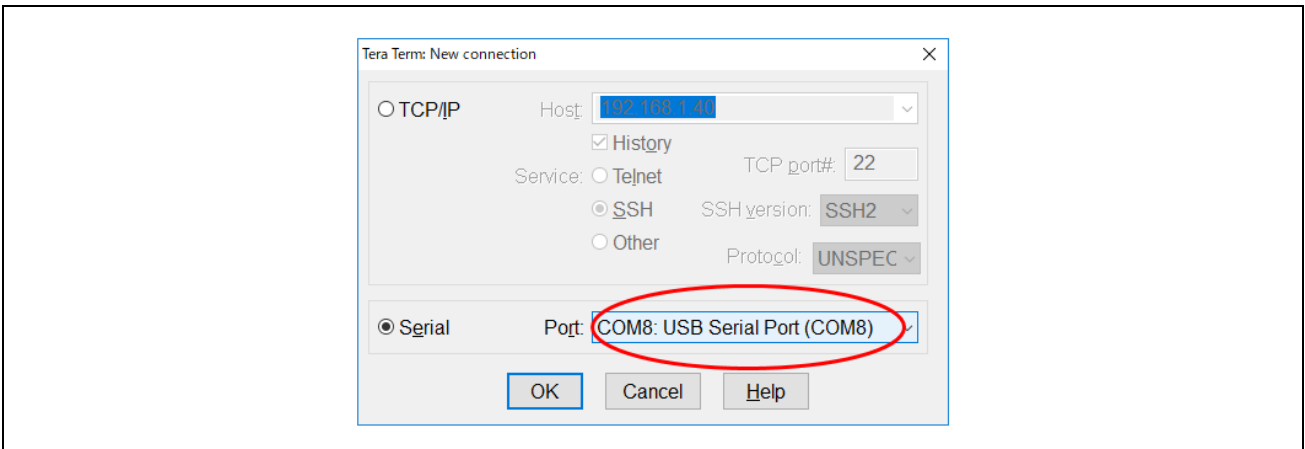 Tera Term: New connection
TCP/IP Host: 192.168.1.40
History
Service: Telnet TCP port#: 22
SSH SSH version: SSH2
Other Protocol: UNSPEC
Serial Port: COM8: USB Serial Port (COM8)
OK Cancel Help